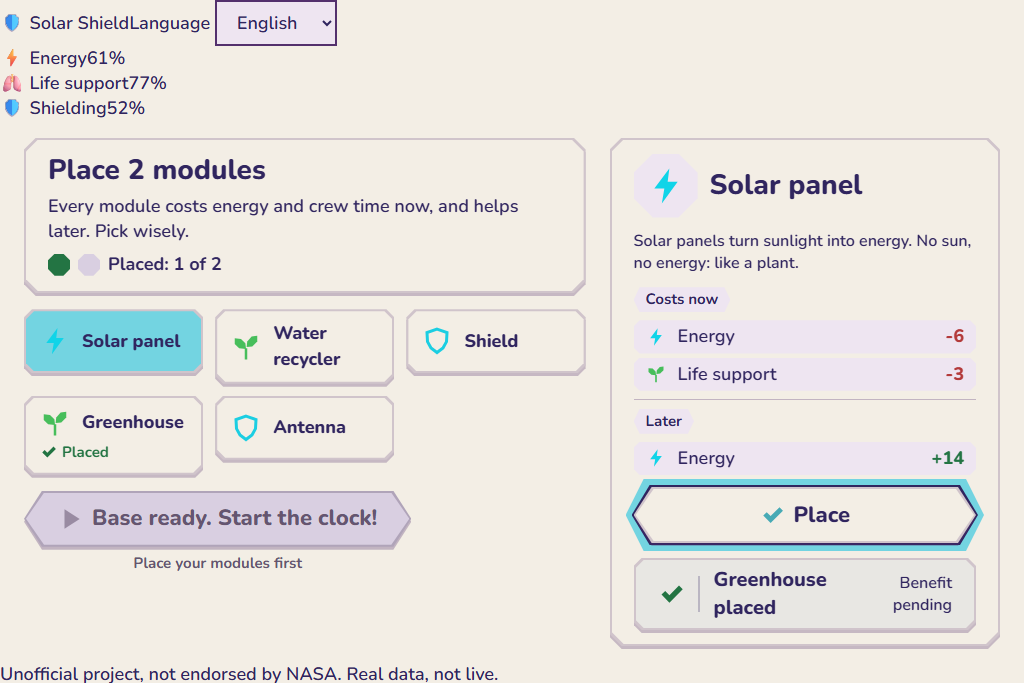 Solar ShieldLanguage English
Energy61%
Life support77%
Shielding52%
Place 2 modules
Every module costs energy and crew time now, and helps
later. Pick wisely.
Placed: 1 of 2
Solar panel
Water
recycler
Shield
Greenhouse
Placed
Antenna
Base ready. Start the clock!
Place your modules first
Solar panel
Solar panels turn sunlight into energy. No sun,
no energy: like a plant.
Costs now
Energy -6
Life support -3
Later
Energy +14
Place
Greenhouse
placed
Benefit
pending
Unofficial project, not endorsed by NASA. Real data, not live.